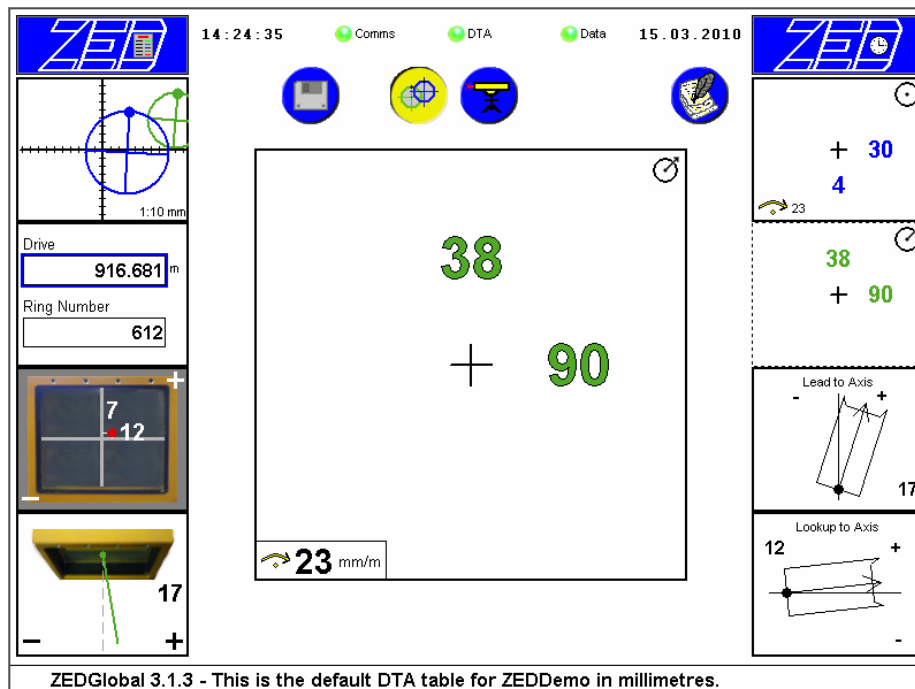 ZED
14:24:35
Comms
DTA
Data
15.03.2010
ZED
1:10 mm
Drive
916.681 m
Ring Number
612
+
7
12
–
17
– +
38
90
23 mm/m
30
4
23
38
90
Lead to Axis
- +
17
Lookup to Axis
12 +
-
ZEDGlobal 3.1.3 - This is the default DTA table for ZEDDemo in millimetres.